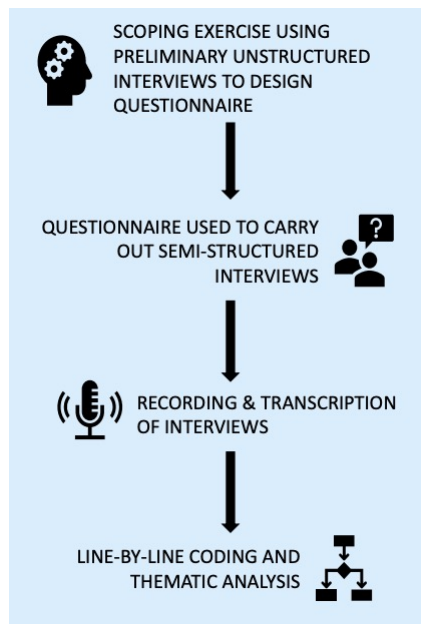 SCOPING EXERCISE USING
PRELIMINARY UNSTRUCTURED
INTERVIEWS TO DESIGN
QUESTIONNAIRE
?
QUESTIONNAIRE USED TO CARRY
OUT SEMI-STRUCTURED
INTERVIEWS
RECORDING & TRANSCRIPTION
OF INTERVIEWS
LINE-BY-LINE CODING AND
THEMATIC ANALYSIS